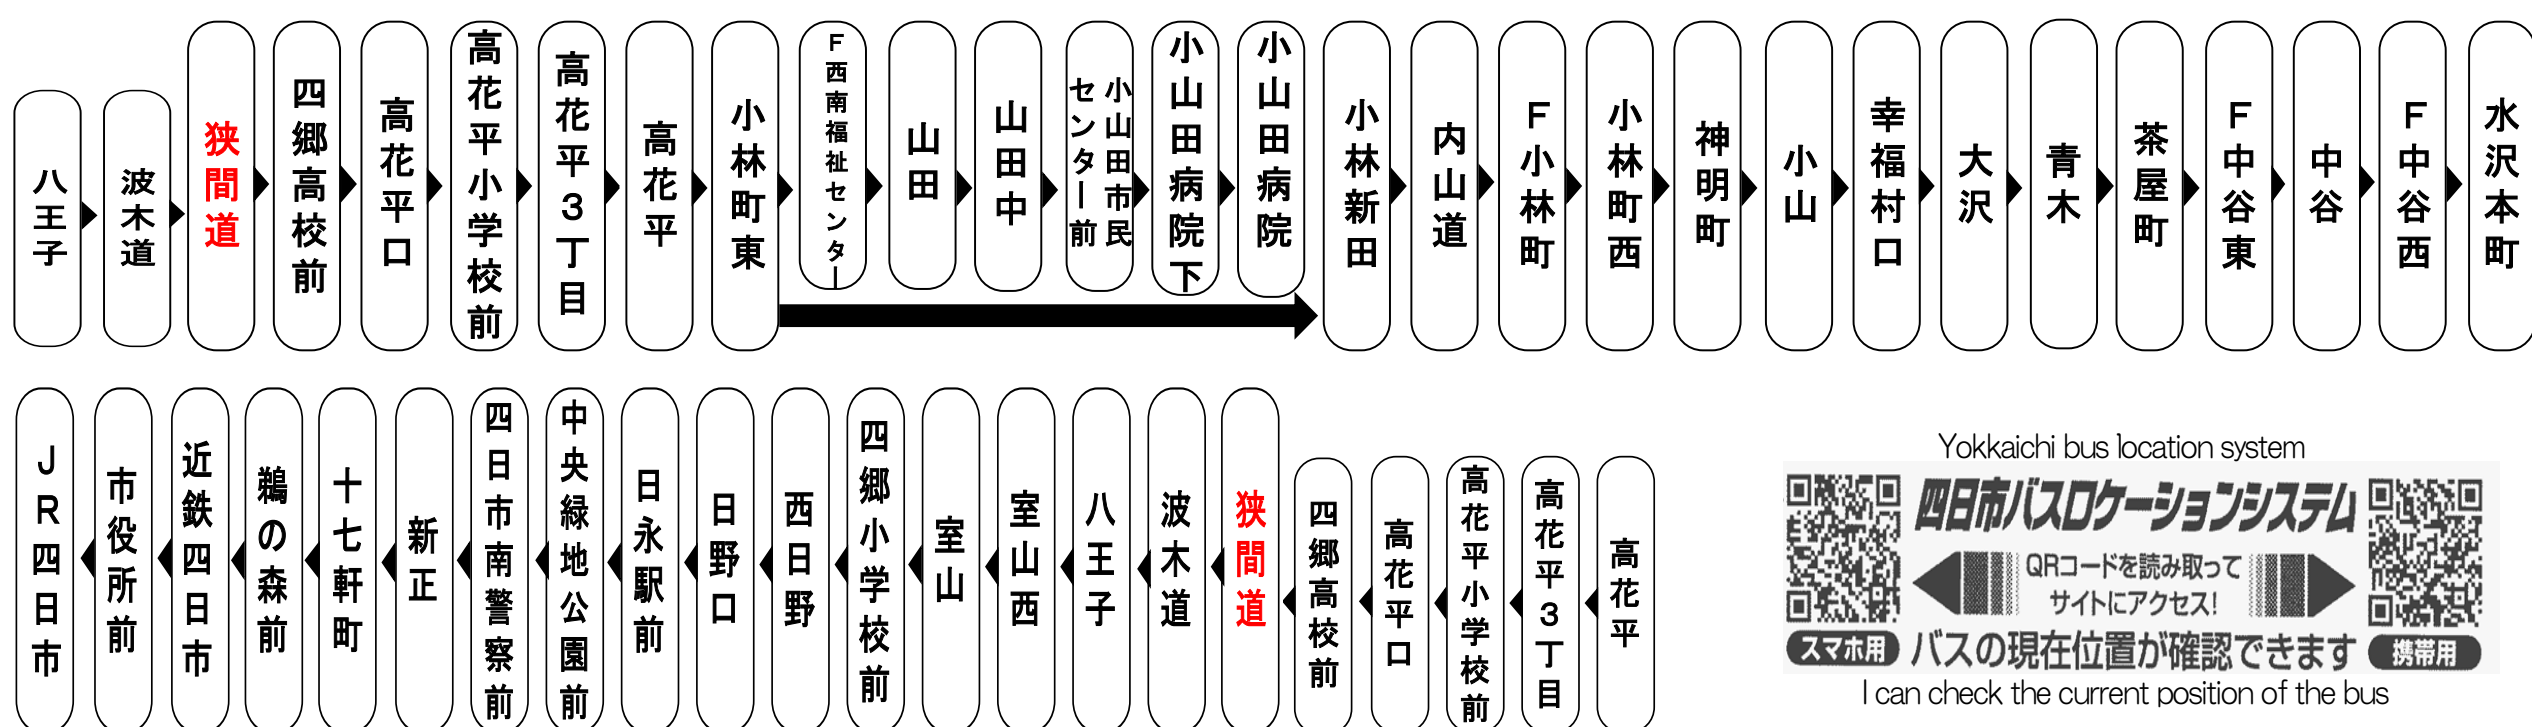 八王子
波木道
狭間道
四郷高校前
高花平口
高花平小学校前
高花平３丁目
高花平
小林町東
Ｆ西南福祉センター
山田
山田中
小山田市民
センター前
小山田病院下
小山田病院
小林新田
内山道
Ｆ小林町
小林町西
神明町
小山
幸福村口
大沢
青木
茶屋町
Ｆ中谷東
中谷
Ｆ中谷西
水沢本町
ＪＲ四日市
市役所前
近鉄四日市
鵜の森前
十七軒町
新正
四日市南警察前
中央緑地公園前
日永駅前
日野口
西日野
四郷小学校前
室山
室山西
八王子
波木道
狭間道
四郷高校前
高花平口
高花平小学校前
高花平３丁目
高花平
Yokkaichi bus location system
四日市バスロケーションシステム
QRコードを読み取って
サイトにアクセス!
スマホ用
バスの現在位置が確認できます
携帯用
I can check the current position of the bus